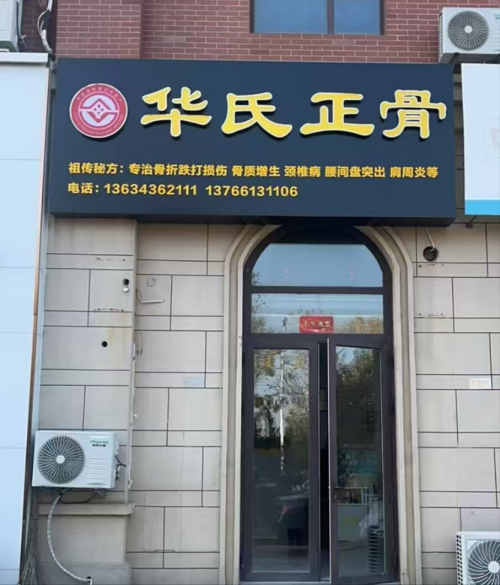 华氏正骨
祖传秘方：专治骨折跌打损伤 骨质增生 颈椎病 腰间盘突出 肩周炎等
电话：13634362111 13766131106